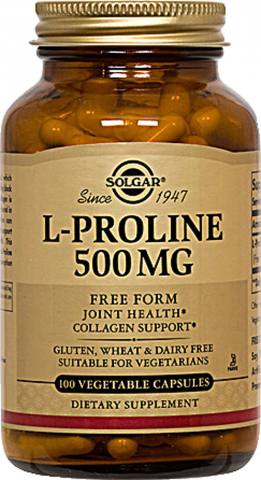 SOLGAR®
Since 1947
L-PROLINE
500 MG
FREE FORM
JOINT HEALTH*
COLLAGEN SUPPORT*
GLUTEN, WHEAT & DAIRY FREE
SUITABLE FOR VEGETARIANS
100 VEGETABLE CAPSULES
DIETARY SUPPLEMENT